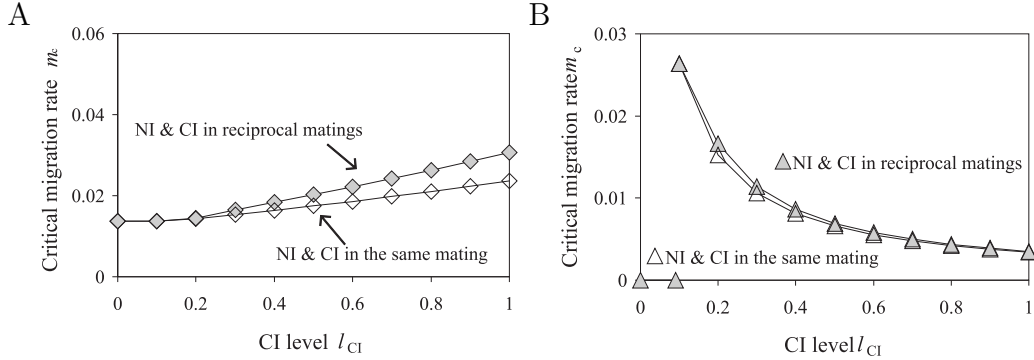 A
Critical migration rate m_c
0.06
0.04
0.02
0
NI & CI in reciprocal matings
NI & CI in the same mating
0 0.2 0.4 0.6 0.8 1
CI level l_CI
B
Critical migration rate m_c
0.03
0.02
0.01
0
NI & CI in reciprocal matings
NI & CI in the same mating
0 0.2 0.4 0.6 0.8 1
CI level l_CI